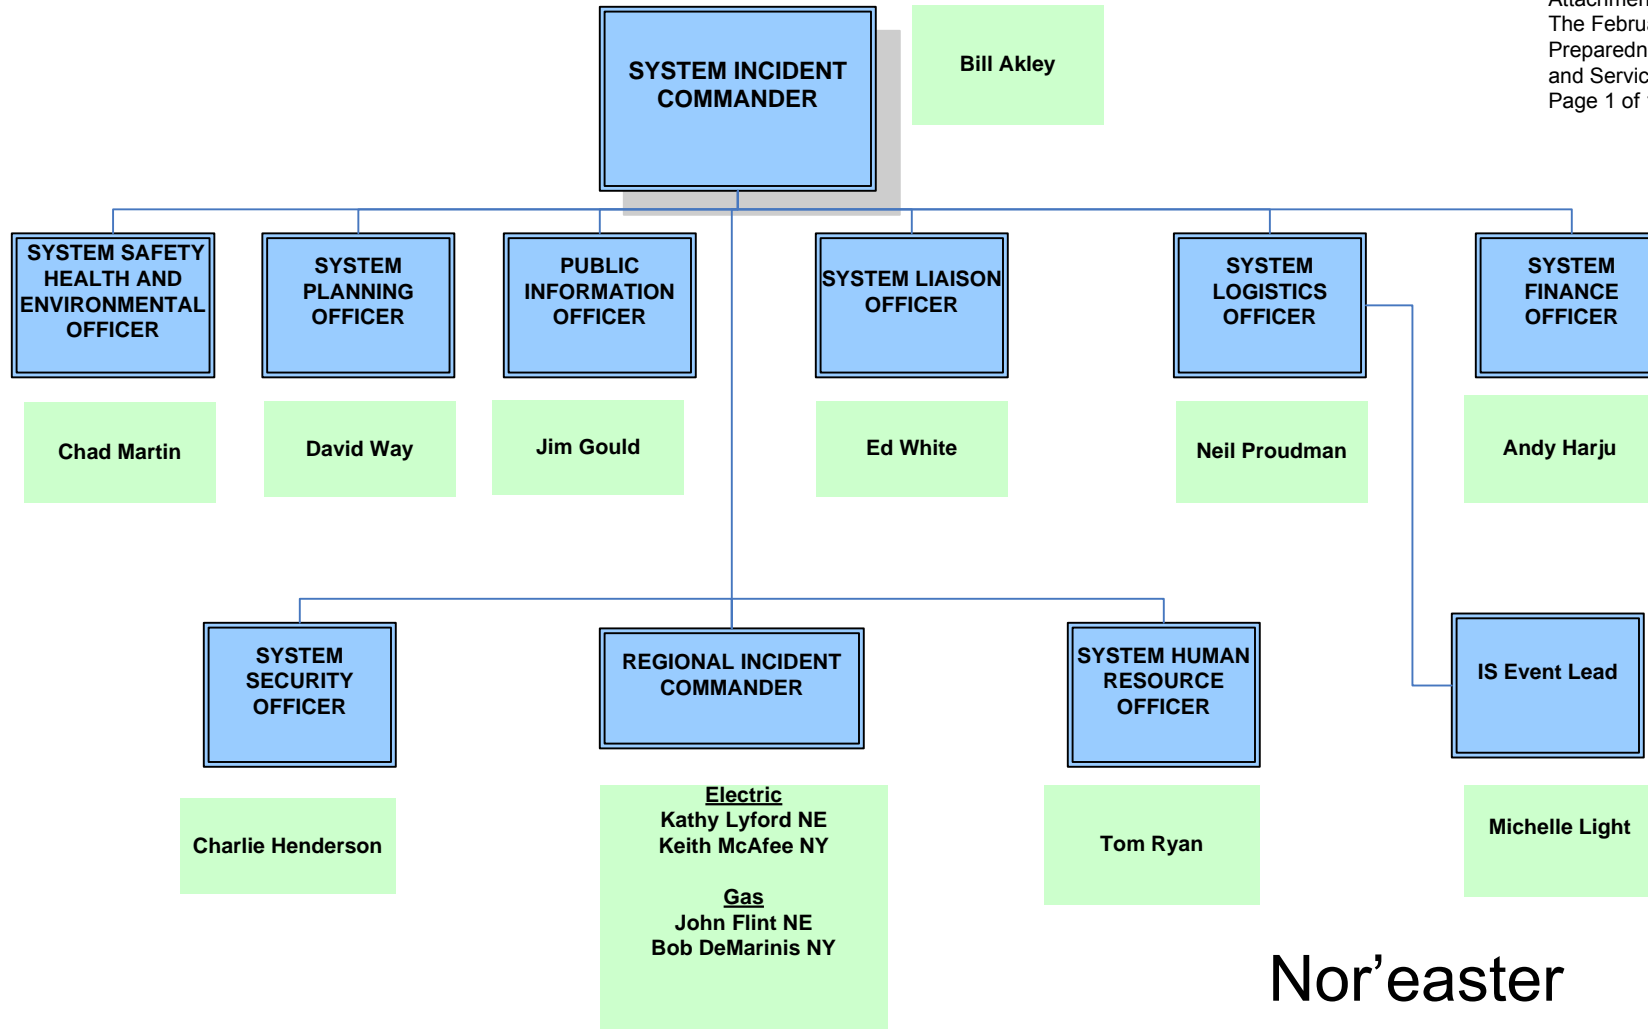 Attachmen
The Februa
Preparedn
and Servic
Page 1 of
SYSTEM INCIDENT
COMMANDER
Bill Akley
SYSTEM SAFETY
HEALTH AND
ENVIRONMENTAL
OFFICER
SYSTEM
PLANNING
OFFICER
PUBLIC
INFORMATION
OFFICER
SYSTEM LIAISON
OFFICER
SYSTEM
LOGISTICS
OFFICER
SYSTEM
FINANCE
OFFICER
Chad Martin
David Way
Jim Gould
Ed White
Neil Proudman
Andy Harju
SYSTEM
SECURITY
OFFICER
REGIONAL INCIDENT
COMMANDER
SYSTEM HUMAN
RESOURCE
OFFICER
IS Event Lead
Charlie Henderson
Electric
Kathy Lyford NE
Keith McAfee NY
Gas
John Flint NE
Bob DeMarinis NY
Tom Ryan
Michelle Light
Nor’easter